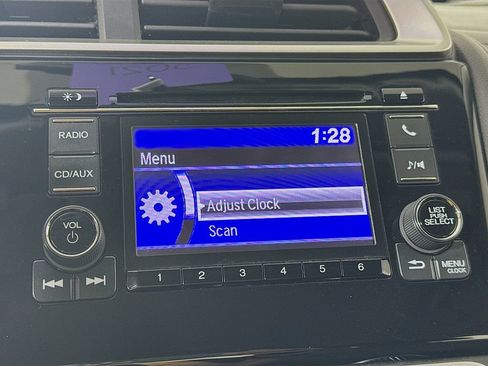 1:28
RADIO
Menu
CD/AUX
Adjust Clock
LIST
PUSH
SELECT
VOL
Scan
MENU
CLOCK
1 2 3 4 5 6